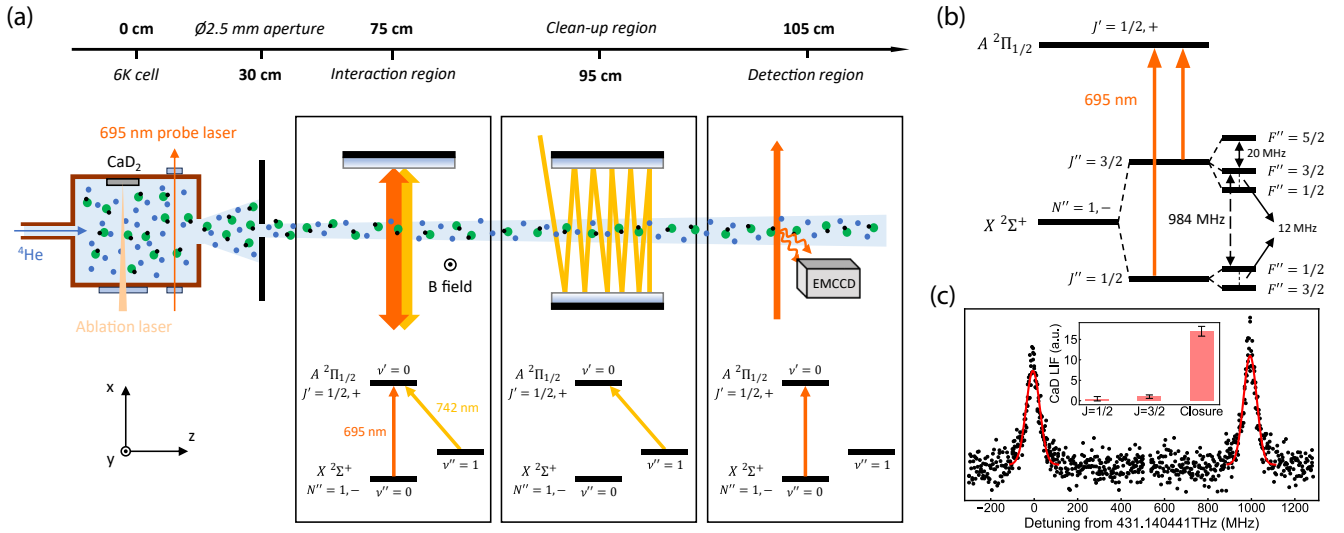 (a)
0 cm
Ø2.5 mm aperture
75 cm
Clean-up region
105 cm
6K cell
30 cm
Interaction region
95 cm
Detection region
695 nm probe laser
CaD₂
⁴He
Ablation laser
B field
EMCCD
x
y
z
A ²Π₁/₂
J′ = 1/2, +
ν′ = 0
742 nm
695 nm
ν′′ = 1
X ²Σ⁺
N′′ = 1, −
ν′′ = 0
A ²Π₁/₂
J′ = 1/2, +
ν′ = 0
ν′′ = 1
X ²Σ⁺
N′′ = 1, −
ν′′ = 0
A ²Π₁/₂
J′ = 1/2, +
ν′ = 0
ν′′ = 1
X ²Σ⁺
N′′ = 1, −
ν′′ = 0
(b)
J′ = 1/2, +
A ²Π₁/₂
695 nm
F′′ = 5/2
20 MHz
J′′ = 3/2
F′′ = 3/2
F′′ = 1/2
N′′ = 1, −
X ²Σ⁺
984 MHz
12 MHz
F′′ = 1/2
J′′ = 1/2
F′′ = 3/2
(c)
CaD LIF (a.u.)
15
10
5
0
J=1/2 J=3/2 Closure
−200 0 200 400 600 800 1000 1200
Detuning from 431.140441THz (MHz)